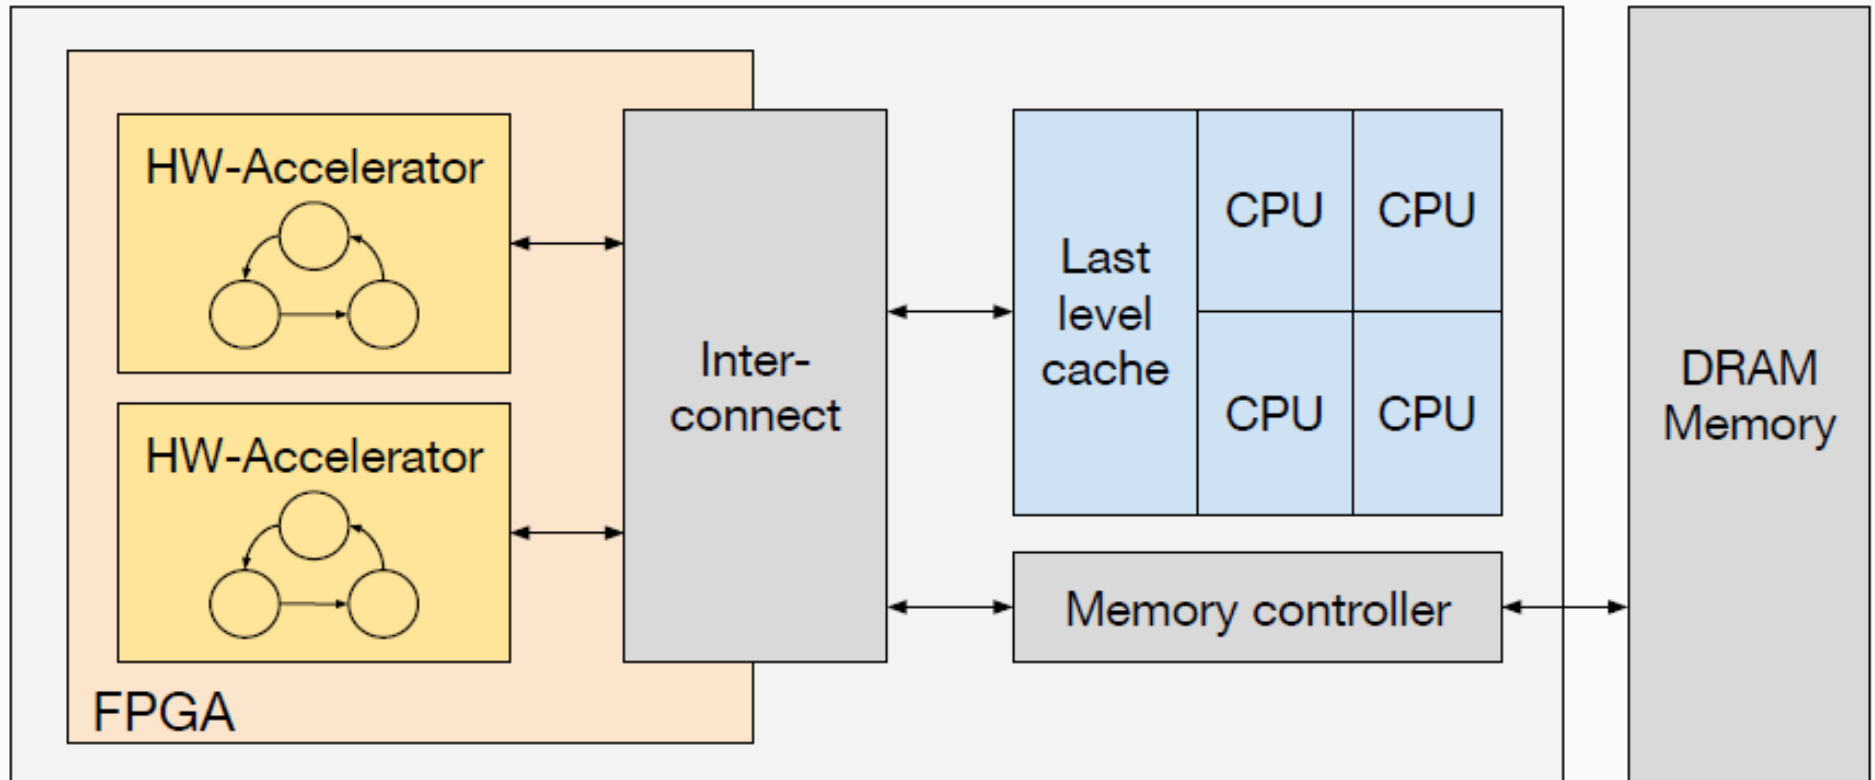 HW-Accelerator
HW-Accelerator
FPGA
Inter-
connect
Last
level
cache
CPU
CPU
CPU
CPU
Memory controller
DRAM
Memory